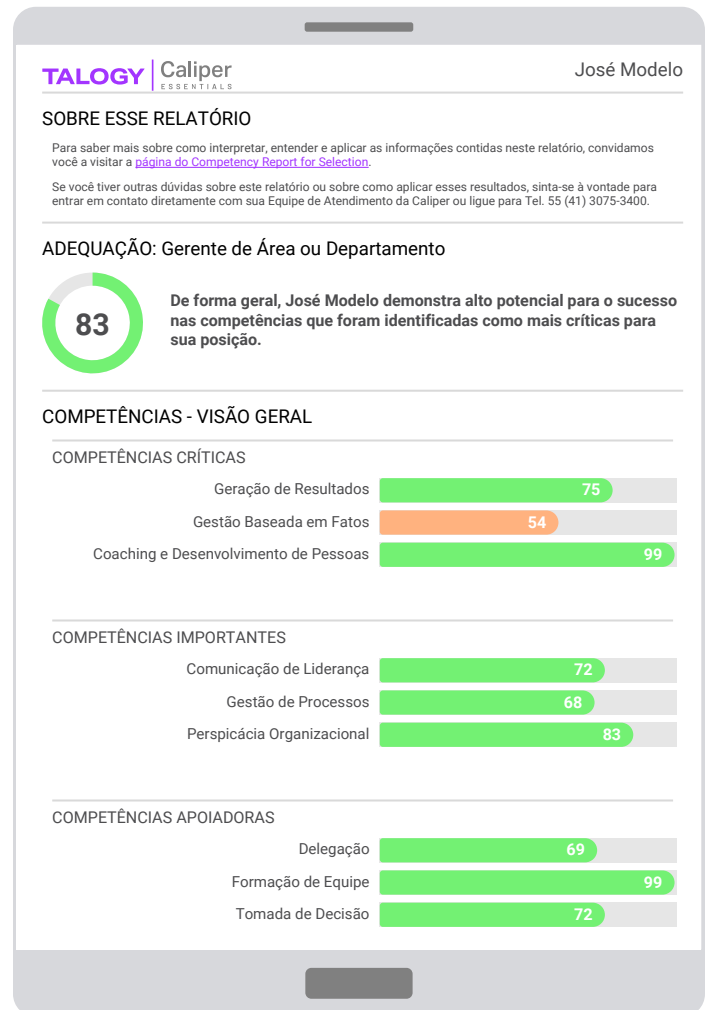 TALOGY Caliper
ESSENTIALS
José Modelo
SOBRE ESSE RELATÓRIO
Para saber mais sobre como interpretar, entender e aplicar as informações contidas neste relatório, convidamos
você a visitar a página do Competency Report for Selection.
Se você tiver outras dúvidas sobre este relatório ou sobre como aplicar esses resultados, sinta-se à vontade para
entrar em contato diretamente com sua Equipe de Atendimento da Caliper ou ligue para Tel. 55 (41) 3075-3400.
ADEQUAÇÃO: Gerente de Área ou Departamento
83
De forma geral, José Modelo demonstra alto potencial para o sucesso
nas competências que foram identificadas como mais críticas para
sua posição.
COMPETÊNCIAS - VISÃO GERAL
COMPETÊNCIAS CRÍTICAS
Geração de Resultados 75
Gestão Baseada em Fatos 54
Coaching e Desenvolvimento de Pessoas 99
COMPETÊNCIAS IMPORTANTES
Comunicação de Liderança 72
Gestão de Processos 68
Perspicácia Organizacional 83
COMPETÊNCIAS APOIADORAS
Delegação 69
Formação de Equipe 99
Tomada de Decisão 72